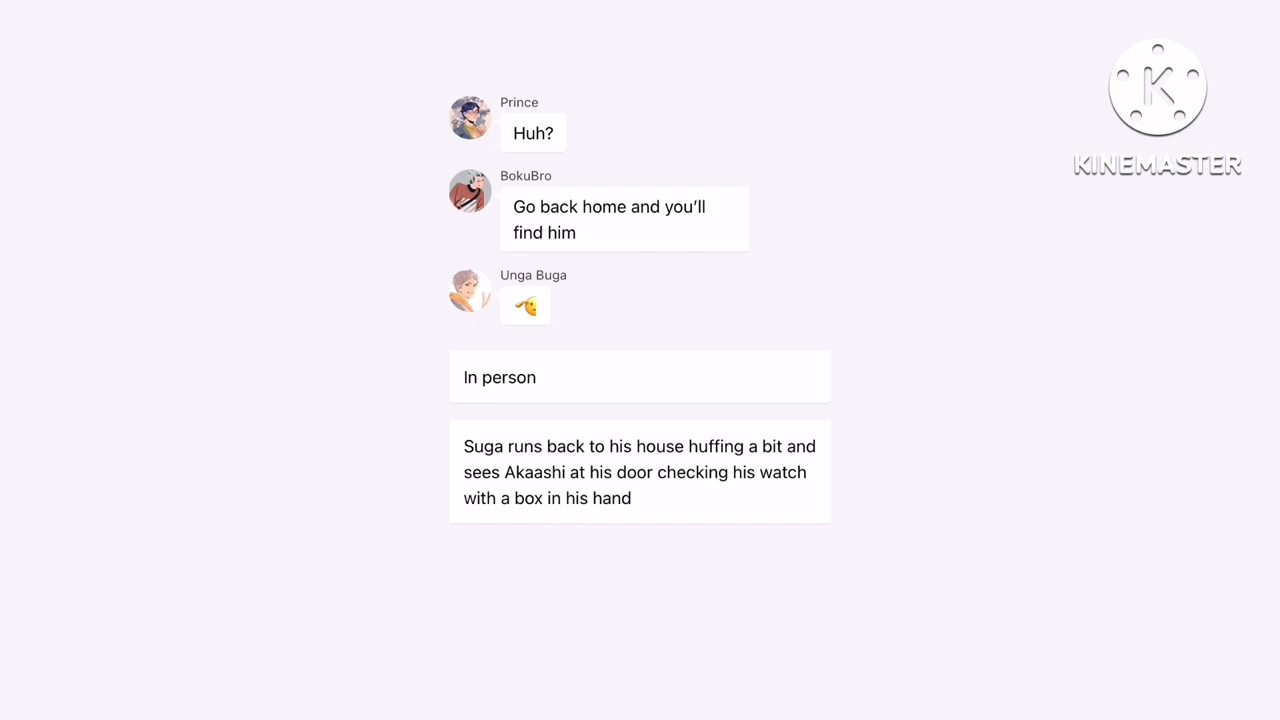 Prince
Huh?
BokuBro
Go back home and you’ll
find him
Unga Buga
In person
Suga runs back to his house huffing a bit and
sees Akaashi at his door checking his watch
with a box in his hand
K
KINEMASTER